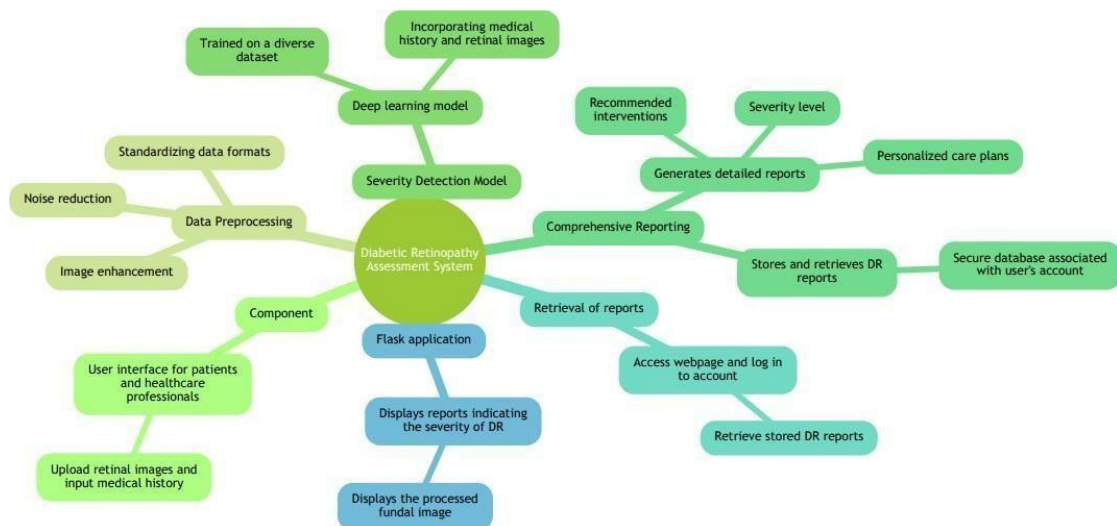 Incorporating medical
history and retinal images
Trained on a diverse
dataset
Deep learning model
Severity Detection Model
Recommended
interventions
Severity level
Personalized care plans
Generates detailed reports
Comprehensive Reporting
Stores and retrieves DR
reports
Secure database associated
with user's account
Standardizing data formats
Noise reduction
Data Preprocessing
Image enhancement
Diabetic Retinopathy
Assessment System
Component
User interface for patients
and healthcare
professionals
Upload retinal images and
input medical history
Flask application
Displays reports indicating
the severity of DR
Displays the processed
fundal image
Retrieval of reports
Access webpage and log in
to account
Retrieve stored DR reports